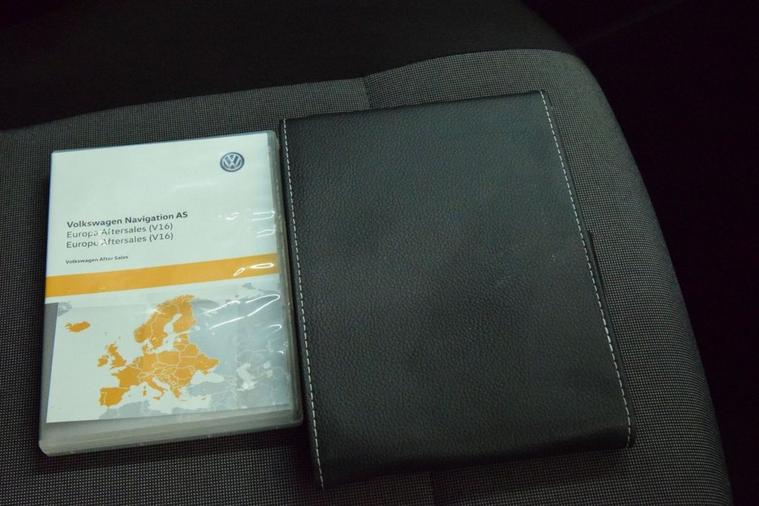 Volkswagen Navigation AS
Europa Aftersales (V16)
Europe Aftersales (V16)
Volkswagen After Sales